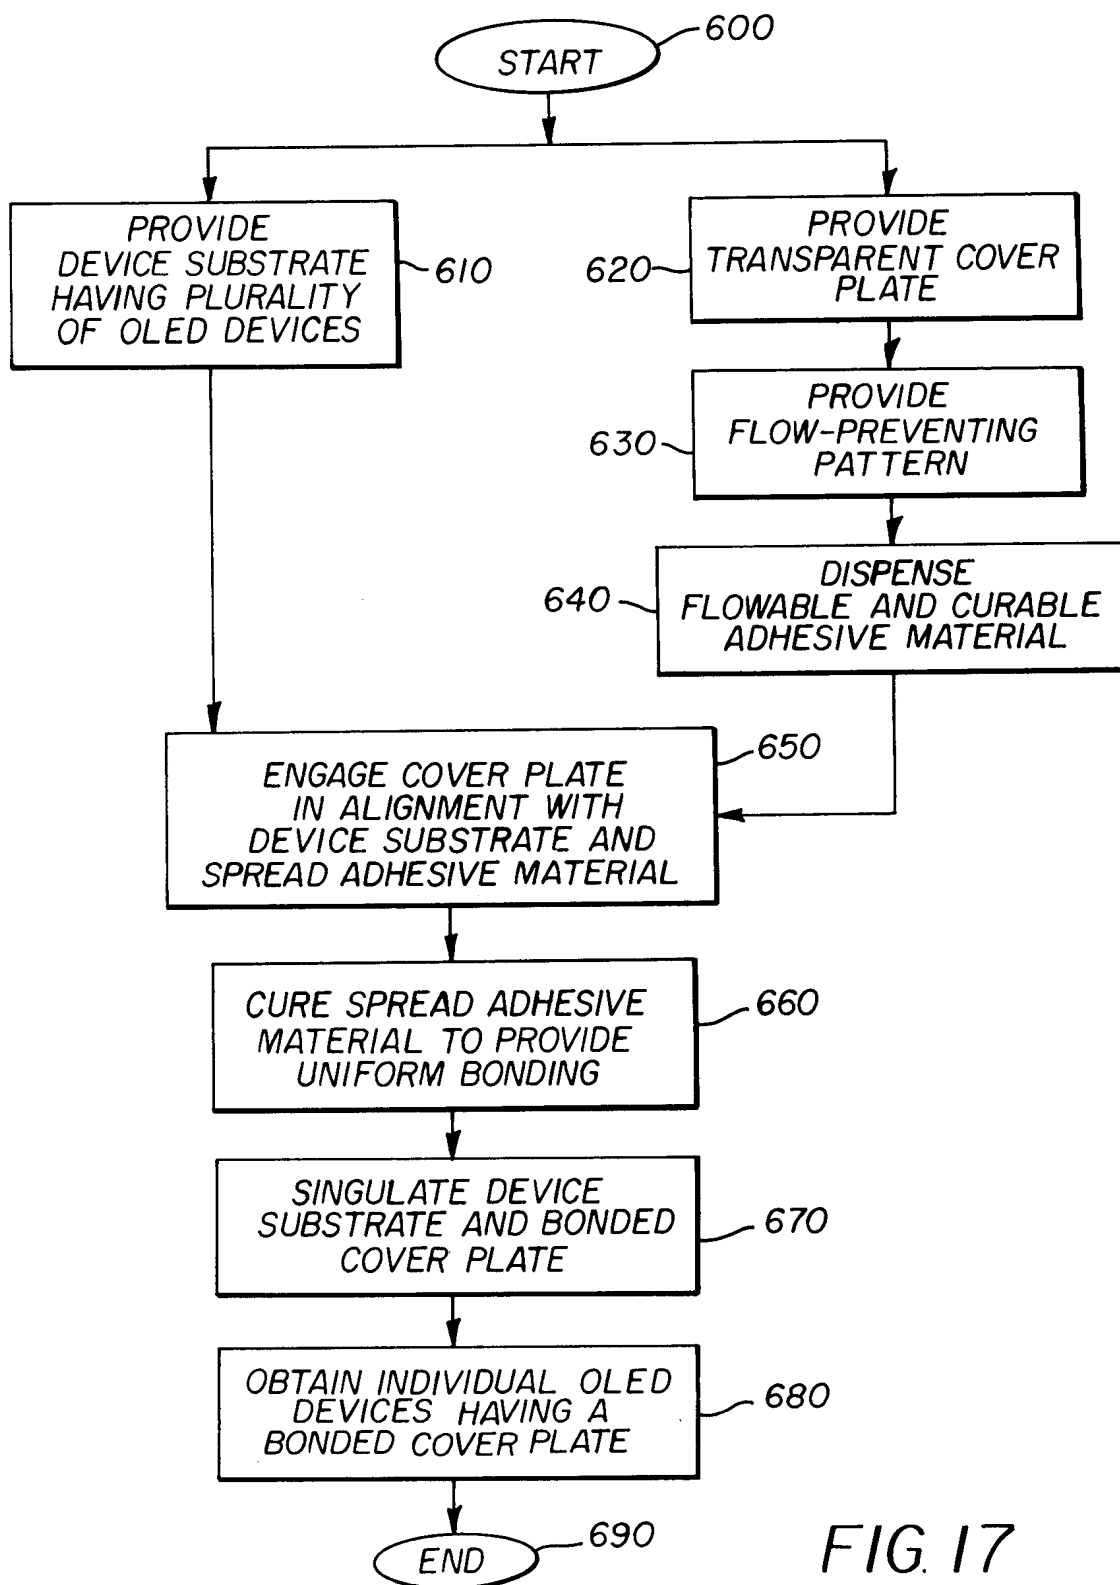 START
600
PROVIDE
DEVICE SUBSTRATE
HAVING PLURALITY
OF OLED DEVICES
610
PROVIDE
TRANSPARENT COVER
PLATE
620
PROVIDE
FLOW-PREVENTING
PATTERN
630
DISPENSE
FLOWABLE AND CURABLE
ADHESIVE MATERIAL
640
ENGAGE COVER PLATE
IN ALIGNMENT WITH
DEVICE SUBSTRATE AND
SPREAD ADHESIVE MATERIAL
650
CURE SPREAD ADHESIVE
MATERIAL TO PROVIDE
UNIFORM BONDING
660
SINGULATE DEVICE
SUBSTRATE AND BONDED
COVER PLATE
670
OBTAIN INDIVIDUAL OLED
DEVICES HAVING A
BONDED COVER PLATE
680
END
690
FIG. 17